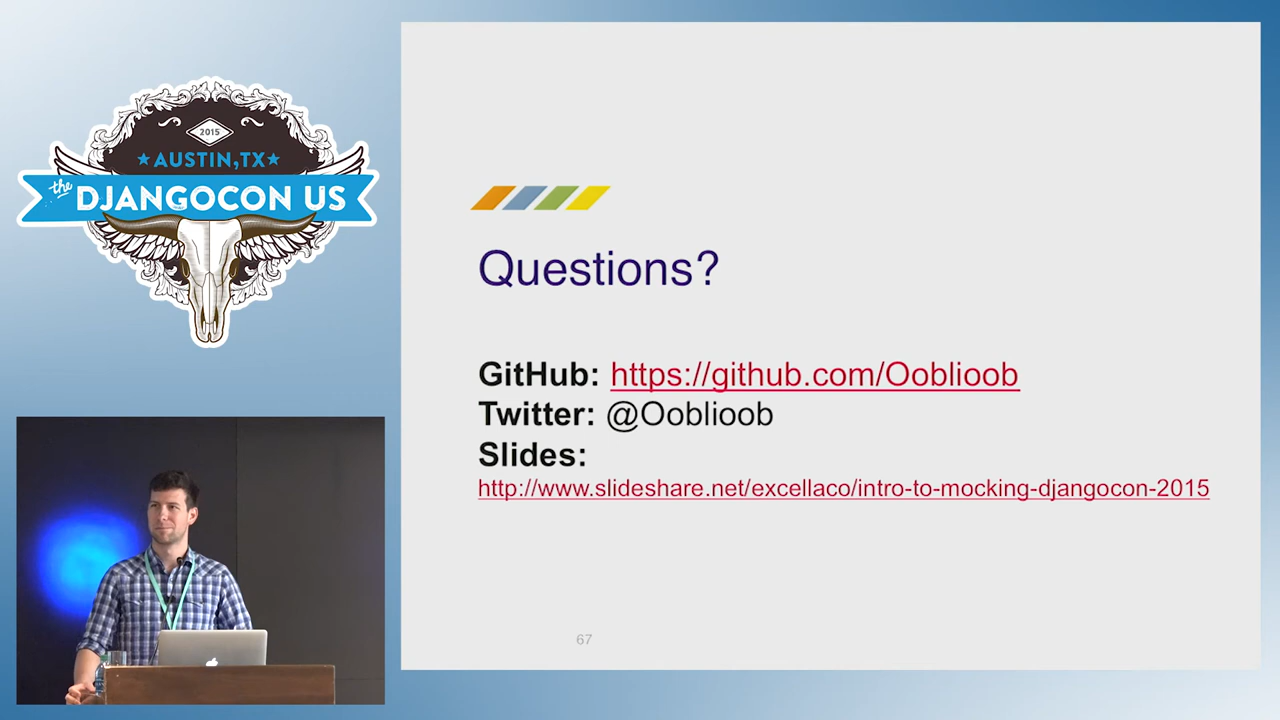 2015
AUSTIN,TX
the
DJANGOCON US
Questions?
GitHub: https://github.com/Ooblioob
Twitter: @Ooblioob
Slides:
http://www.slideshare.net/excellaco/intro-to-mocking-djangocon-2015
67